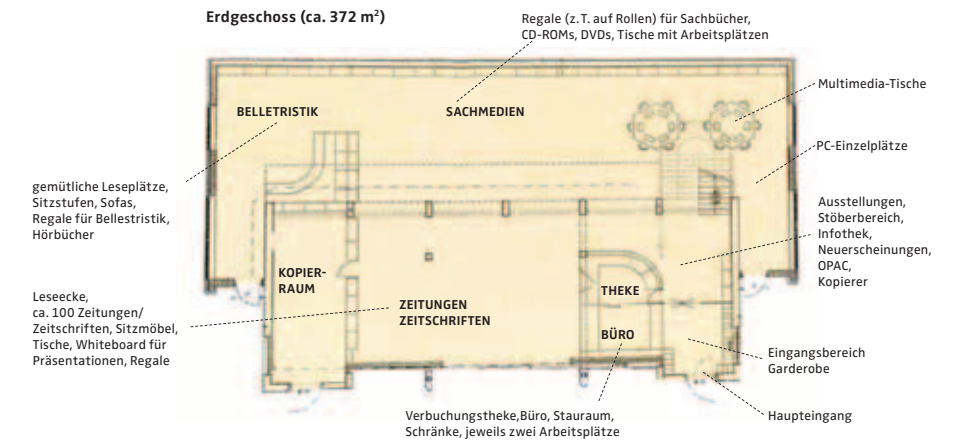 Erdgeschoss (ca. 372 m²)
Regale (z.T. auf Rollen) für Sachbücher,
CD-ROMs, DVDs, Tische mit Arbeitsplätzen
BELLETRISTIK
SACHMEDIEN
Multimedia-Tische
PC-Einzelplätze
gemütliche Leseplätze,
Sitzstufen, Sofas,
Regale für Bellestristik,
Hörbücher
Ausstellungen,
Stöberbereich,
Infothek,
Neuerscheinungen,
OPAC,
Kopierer
KOPIER-
RAUM
THEKE
Leseecke,
ca. 100 Zeitungen/
Zeitschriften, Sitzmöbel,
Tische, Whiteboard für
Präsentationen, Regale
ZEITUNGEN
ZEITSCHRIFTEN
BÜRO
Eingangsbereich
Garderobe
Verbuchungstheke,Büro, Stauraum,
Schränke, jeweils zwei Arbeitsplätze
Haupteingang